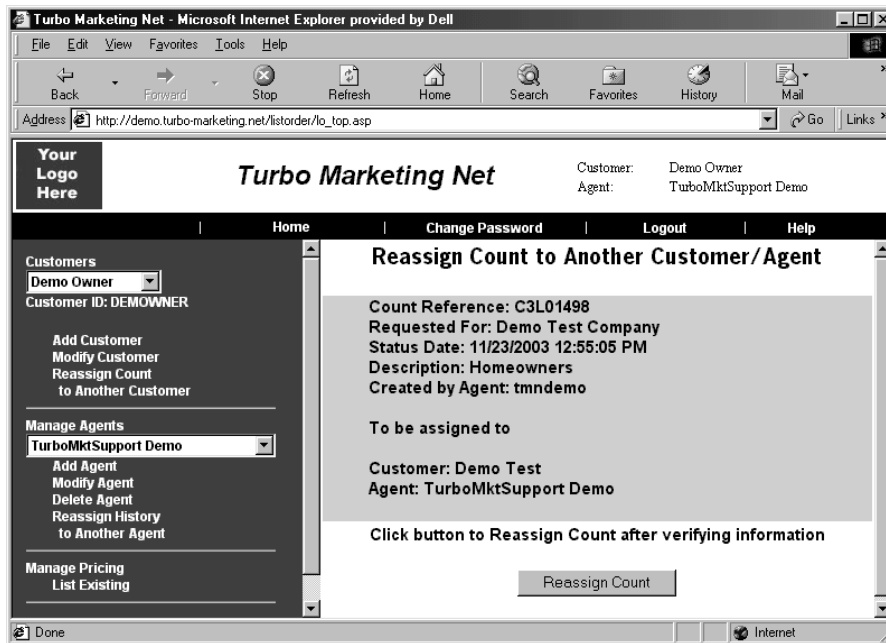 Turbo Marketing Net - Microsoft Internet Explorer provided by Dell
File Edit View Favorites Tools Help
Back Forward Stop Refresh Home Search Favorites History Mail »
Address http://demo.turbo-marketing.net/listorder/lo_top.asp Go Links »
Your
Logo
Here
Turbo Marketing Net
Customer: Demo Owner
Agent: TurboMktSupport Demo
| Home | Change Password | Logout | Help
Customers
Demo Owner
Customer ID: DEMOWNER
Add Customer
Modify Customer
Reassign Count
to Another Customer
Manage Agents
TurboMktSupport Demo
Add Agent
Modify Agent
Delete Agent
Reassign History
to Another Agent
Manage Pricing
List Existing
Reassign Count to Another Customer/Agent
Count Reference: C3L01498
Requested For: Demo Test Company
Status Date: 11/23/2003 12:55:05 PM
Description: Homeowners
Created by Agent: tmndemo
To be assigned to
Customer: Demo Test
Agent: TurboMktSupport Demo
Click button to Reassign Count after verifying information
Reassign Count
Done Internet